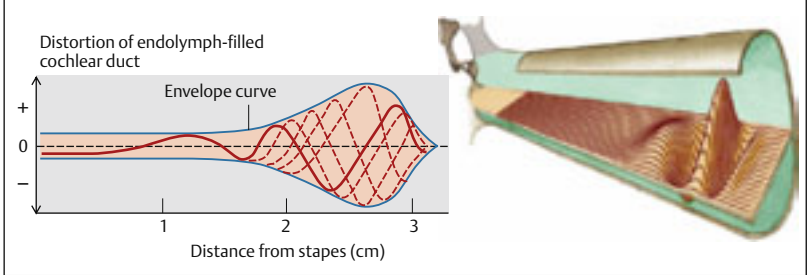 Distortion of endolymph-filled
cochlear duct
Envelope curve
+
0
–
1 2 3
Distance from stapes (cm)